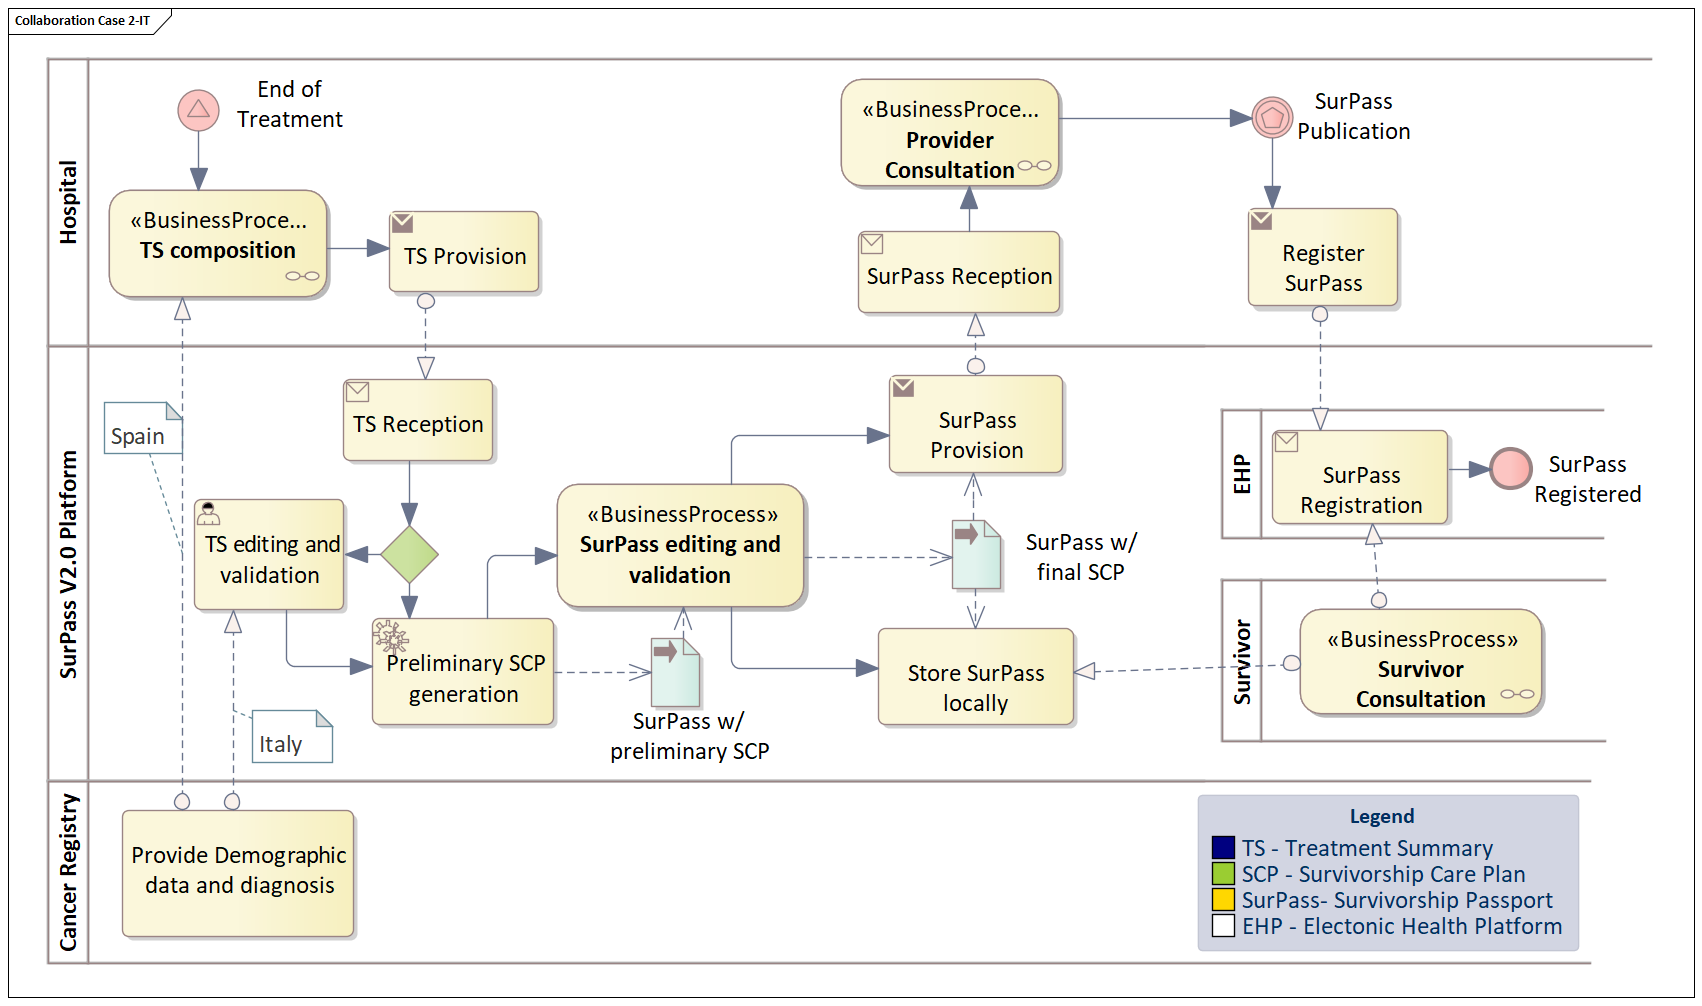 Collaboration Case 2-IT
Hospital
End of
Treatment
«BusinessProce...
TS composition
TS Provision
«BusinessProce...
Provider
Consultation
SurPass Reception
SurPass
Publication
Register
SurPass
SurPass V2.0 Platform
Spain
TS Reception
TS editing and
validation
Preliminary SCP
generation
Italy
«BusinessProcess»
SurPass editing and
validation
SurPass w/
preliminary SCP
SurPass
Provision
SurPass w/
final SCP
Store SurPass
locally
EHP
SurPass
Registration
SurPass
Registered
Survivor
«BusinessProcess»
Survivor
Consultation
Cancer Registry
Provide Demographic
data and diagnosis
Legend
TS - Treatment Summary
SCP - Survivorship Care Plan
SurPass- Survivorship Passport
EHP - Electonic Health Platform